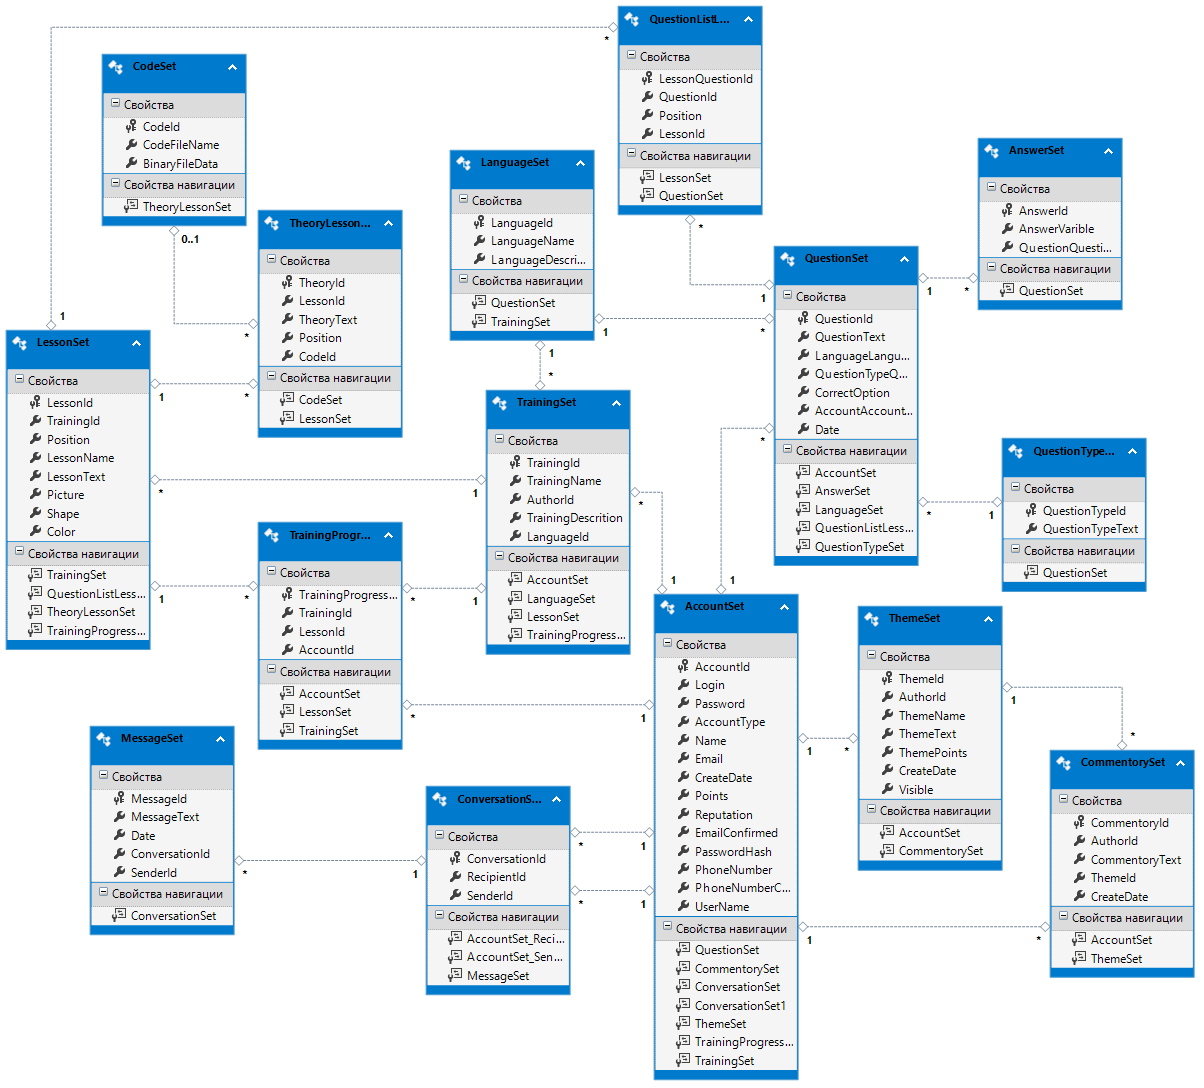 QuestionListL...
Свойства
LessonQuestionId
QuestionId
Position
LessonId
Свойства навигации
LessonSet
QuestionSet
*
*
CodeSet
Свойства
CodeId
CodeFileName
BinaryFileData
Свойства навигации
TheoryLessonSet
0..1
LanguageSet
Свойства
LanguageId
LanguageName
LanguageDescri...
Свойства навигации
QuestionSet
TrainingSet
1
1
AnswerSet
Свойства
AnswerId
AnswerVarible
QuestionQuesti...
Свойства навигации
QuestionSet
*
TheoryLesson...
Свойства
TheoryId
LessonId
TheoryText
Position
CodeId
Свойства навигации
CodeSet
LessonSet
*
*
QuestionSet
Свойства
QuestionId
QuestionText
LanguageLangu...
QuestionTypeQ...
CorrectOption
AccountAccount...
Date
Свойства навигации
AccountSet
AnswerSet
LanguageSet
QuestionListLess...
QuestionTypeSet
1
1
*
*
*
LessonSet
Свойства
LessonId
TrainingId
Position
LessonName
LessonText
Picture
Shape
Color
Свойства навигации
TrainingSet
QuestionListLess...
TheoryLessonSet
TrainingProgress...
1
1
*
1
TrainingSet
Свойства
TrainingId
TrainingName
AuthorId
TrainingDescrition
LanguageId
Свойства навигации
AccountSet
LanguageSet
LessonSet
TrainingProgress...
*
1
*
1
QuestionType...
Свойства
QuestionTypeId
QuestionTypeText
Свойства навигации
QuestionSet
1
TrainingProgr...
Свойства
TrainingProgress...
TrainingId
LessonId
AccountId
Свойства навигации
AccountSet
LessonSet
TrainingSet
*
*
*
AccountSet
Свойства
AccountId
Login
Password
AccountType
Name
Email
CreateDate
Points
Reputation
EmailConfirmed
PasswordHash
PhoneNumber
PhoneNumberC...
UserName
Свойства навигации
QuestionSet
CommentorySet
ConversationSet
ConversationSet1
ThemeSet
TrainingProgress...
TrainingSet
1
1
1
1
1
1
1
ThemeSet
Свойства
ThemeId
AuthorId
ThemeName
ThemeText
ThemePoints
CreateDate
Visible
Свойства навигации
AccountSet
CommentorySet
*
1
MessageSet
Свойства
MessageId
MessageText
Date
ConversationId
SenderId
Свойства навигации
ConversationSet
*
ConversationS...
Свойства
ConversationId
RecipientId
SenderId
Свойства навигации
AccountSet_Reci...
AccountSet_Sen...
MessageSet
1
*
*
CommentorySet
Свойства
CommentoryId
AuthorId
CommentoryText
ThemeId
CreateDate
Свойства навигации
AccountSet
ThemeSet
*
*